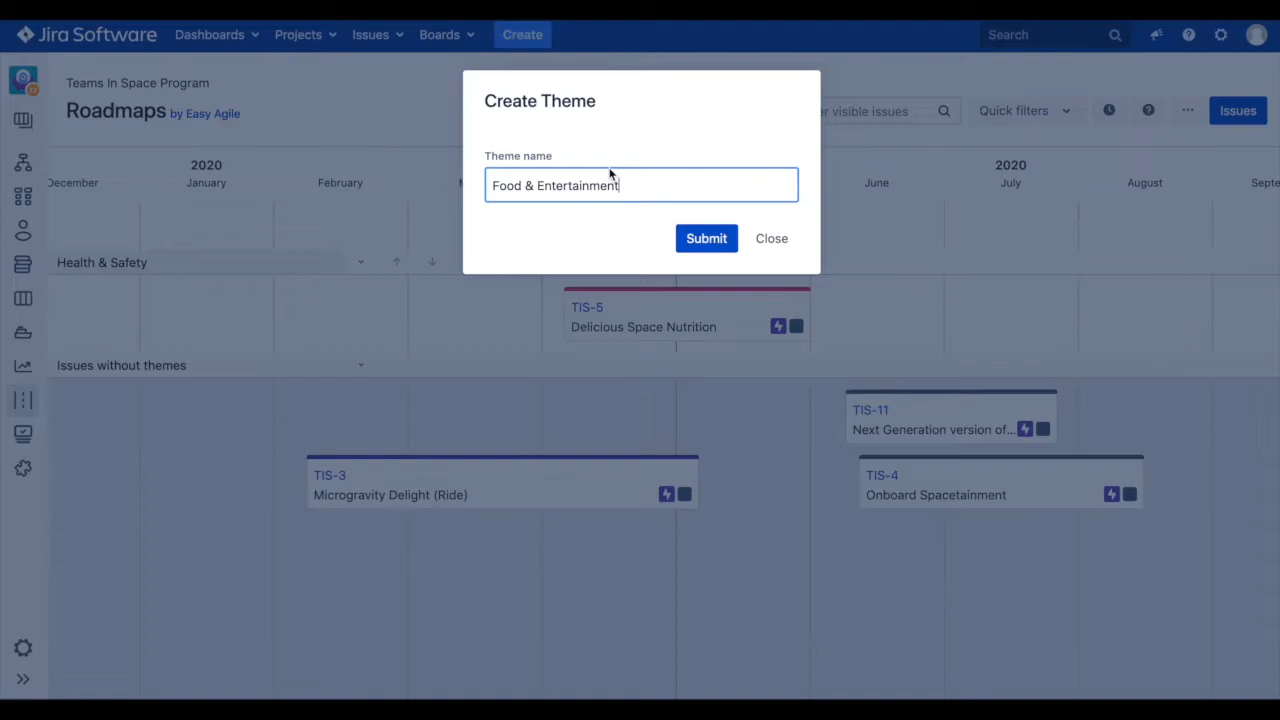 Jira Software Dashboards Projects Issues Boards Create Search
Teams In Space Program
Roadmaps by Easy Agile
er visible issues Quick filters Issues
Create Theme
Theme name
Food & Entertainment
Submit Close
2020 2020
December January February M June July August Septe
Health & Safety
TIS-5
Delicious Space Nutrition
Issues without themes
TIS-11
Next Generation version of...
TIS-3 TIS-4
Microgravity Delight (Ride) Onboard Spacetainment